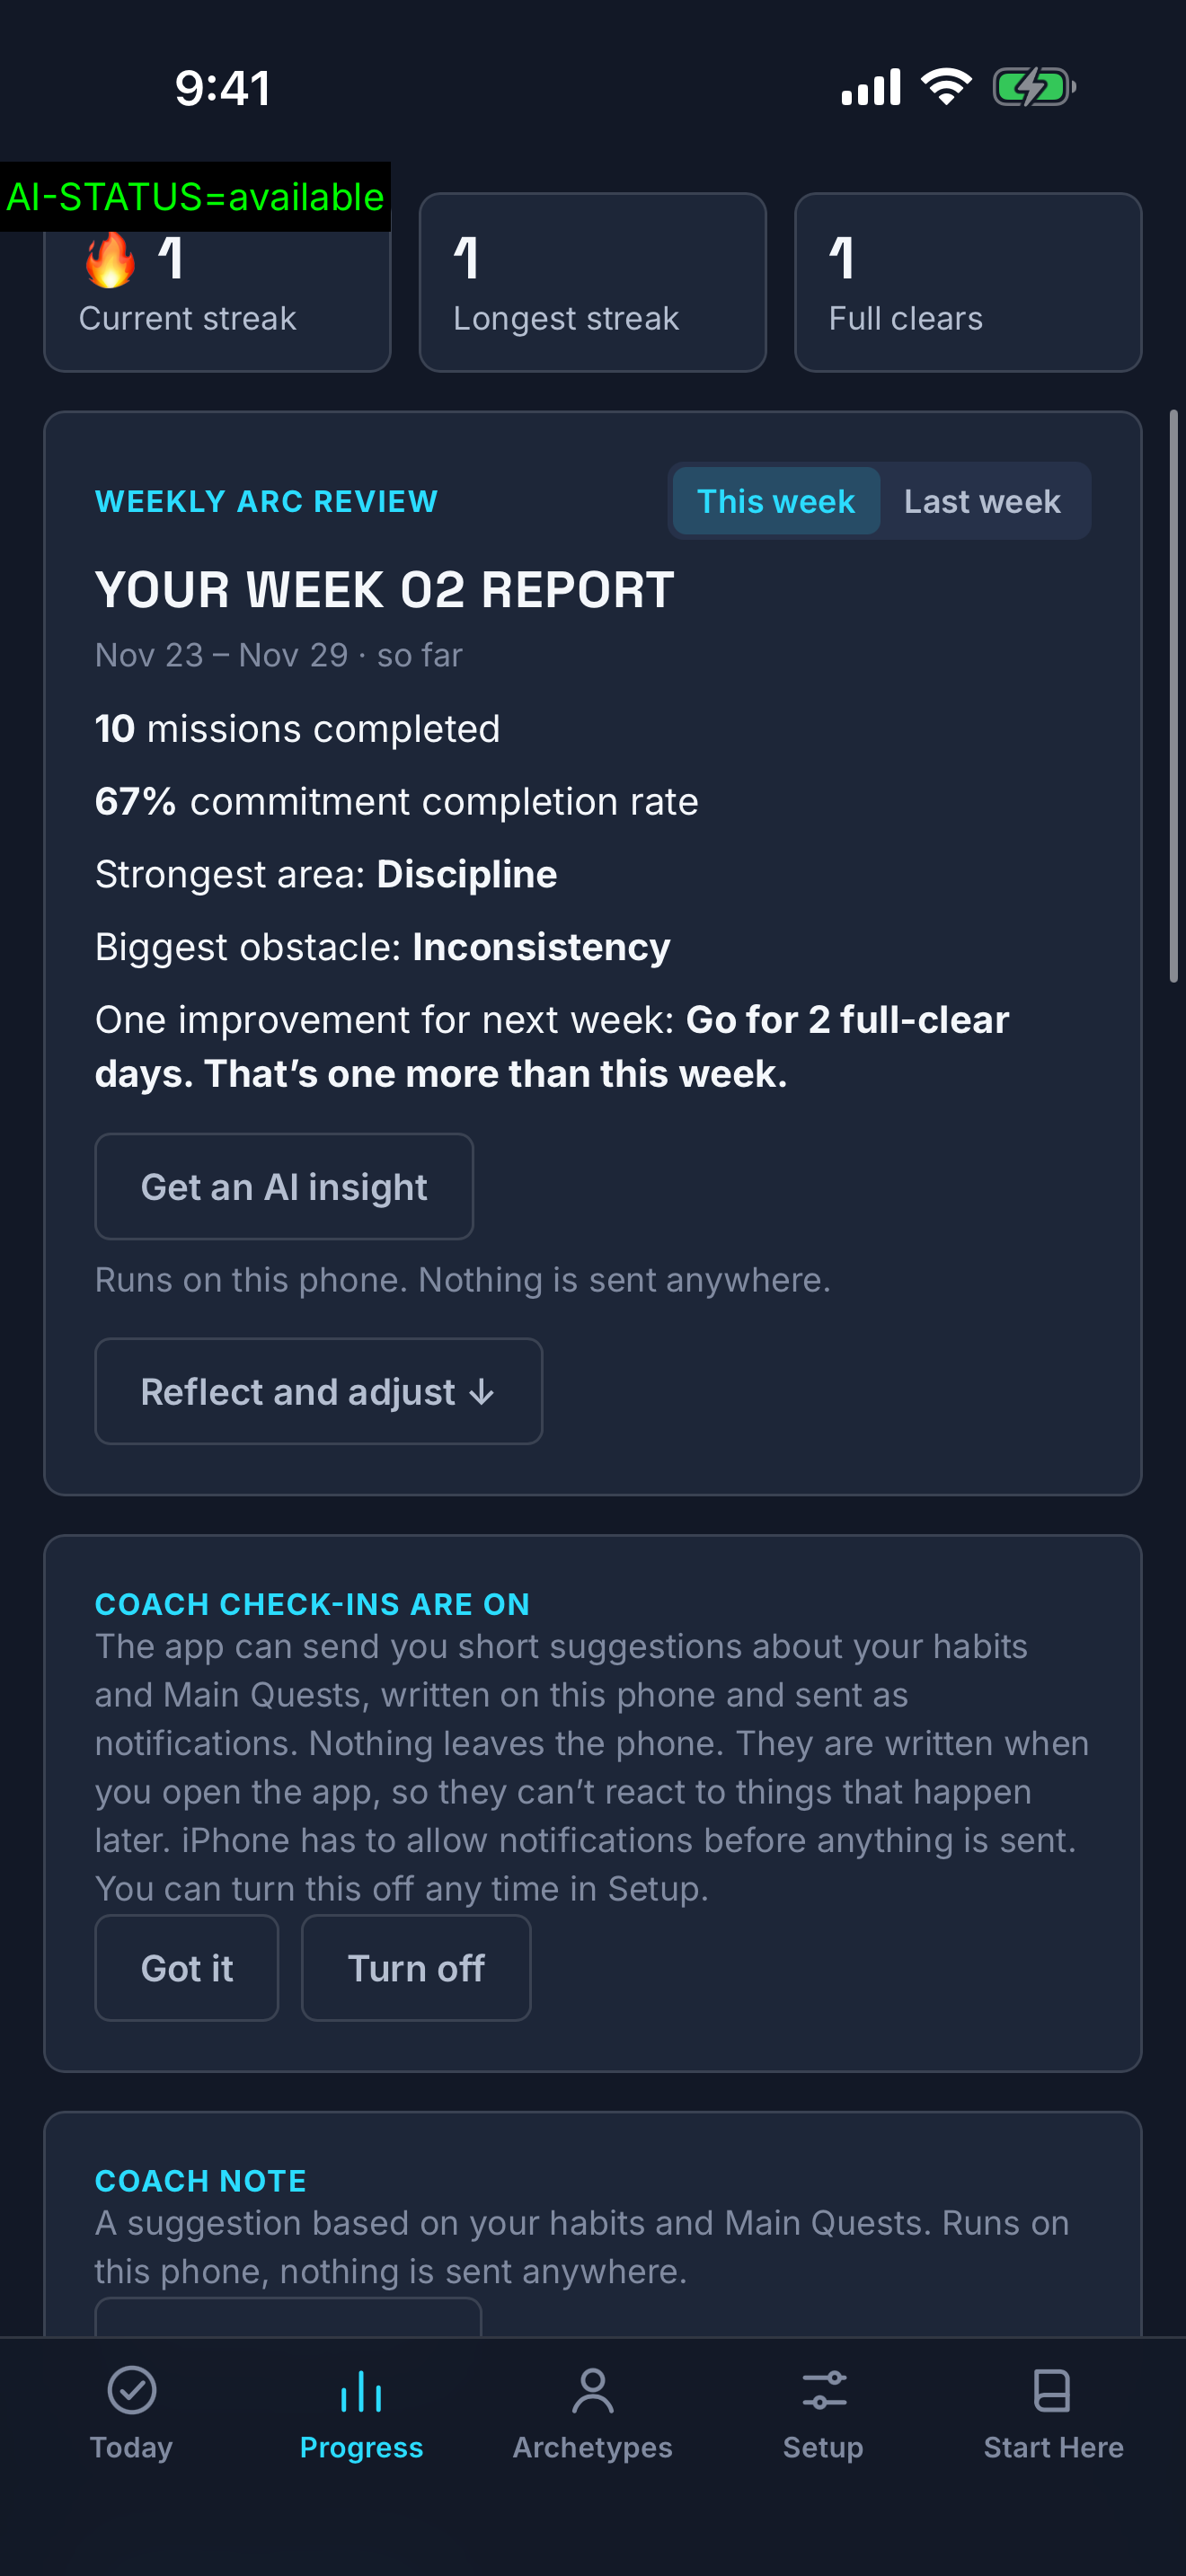 9:41
AI-STATUS=available
🔥 1
Current streak
1
Longest streak
1
Full clears
WEEKLY ARC REVIEW
This week
Last week
YOUR WEEK 02 REPORT
Nov 23 – Nov 29 · so far
10 missions completed
67% commitment completion rate
Strongest area: Discipline
Biggest obstacle: Inconsistency
One improvement for next week: Go for 2 full-clear
days. That’s one more than this week.
Get an AI insight
Runs on this phone. Nothing is sent anywhere.
Reflect and adjust ↓
COACH CHECK-INS ARE ON
The app can send you short suggestions about your habits
and Main Quests, written on this phone and sent as
notifications. Nothing leaves the phone. They are written when
you open the app, so they can’t react to things that happen
later. iPhone has to allow notifications before anything is sent.
You can turn this off any time in Setup.
Got it
Turn off
COACH NOTE
A suggestion based on your habits and Main Quests. Runs on
this phone, nothing is sent anywhere.
Today
Progress
Archetypes
Setup
Start Here